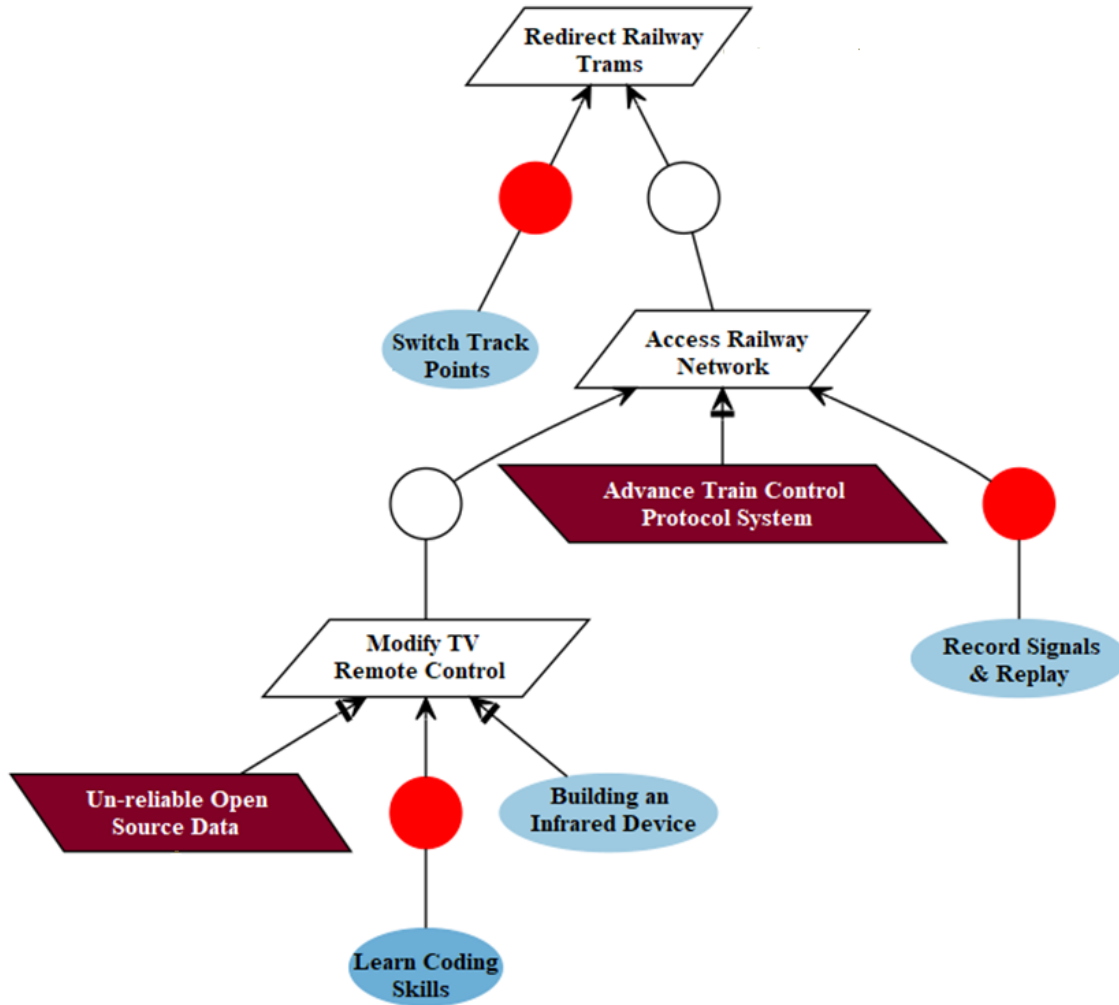 Redirect Railway
Trams
Switch Track
Points
Access Railway
Network
Advance Train Control
Protocol System
Modify TV
Remote Control
Record Signals
& Replay
Un-reliable Open
Source Data
Building an
Infrared Device
Learn Coding
Skills